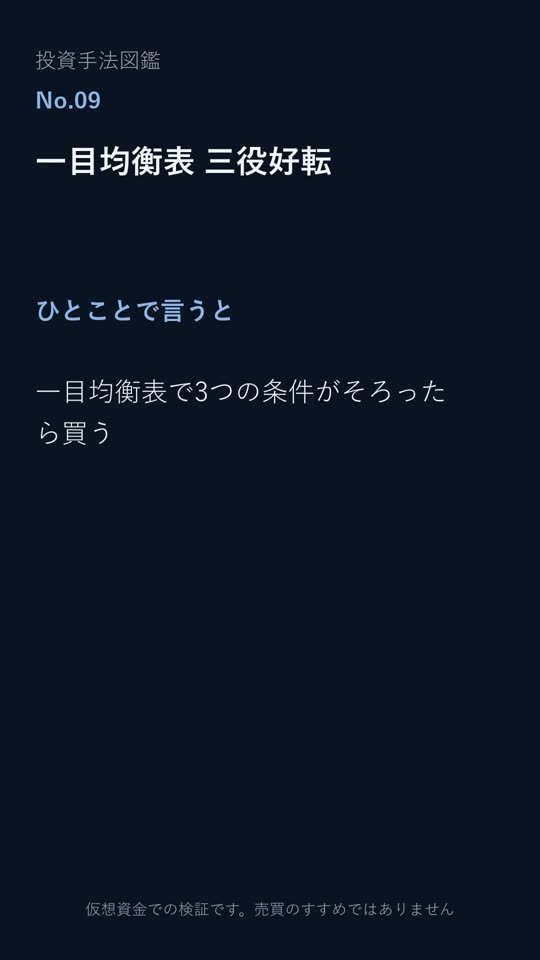 投資手法図鑑
No.09
一目均衡表 三役好転
ひとことで言うと
一目均衡表で3つの条件がそろった
ら買う
仮想資金での検証です。売買のすすめではありません